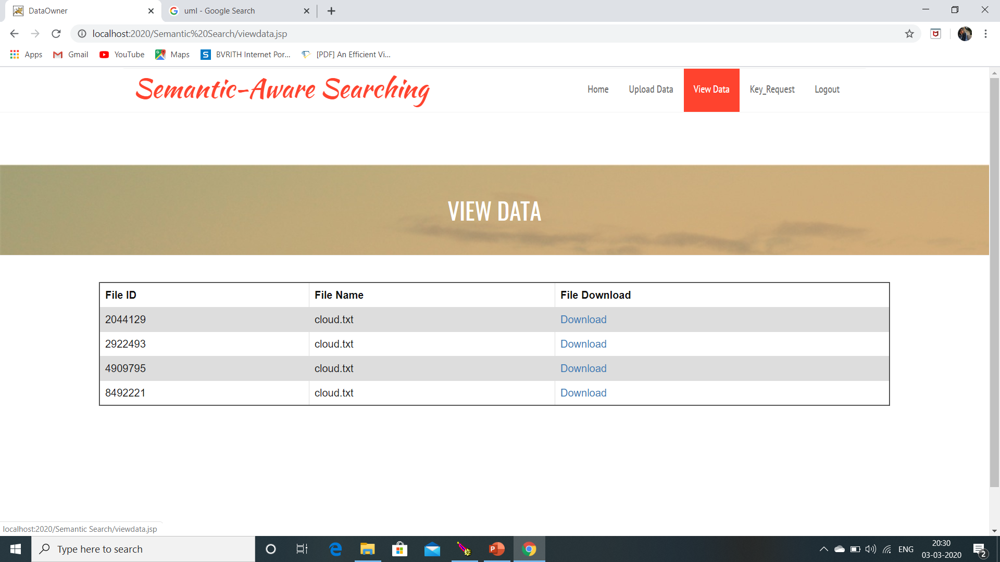 DataOwner
uml - Google Search
localhost:2020/Semantic%20Search/viewdata.jsp
Apps Gmail YouTube Maps S BVRITH Internet Por... [PDF] An Efficient Vi...
Semantic-Aware Searching
Home Upload Data View Data Key_Request Logout
VIEW DATA
File ID File Name File Download
2044129 cloud.txt Download
2922493 cloud.txt Download
4909795 cloud.txt Download
8492221 cloud.txt Download
localhost:2020/Semantic Search/viewdata.jsp
Type here to search
ENG
20:30
03-03-2020
2